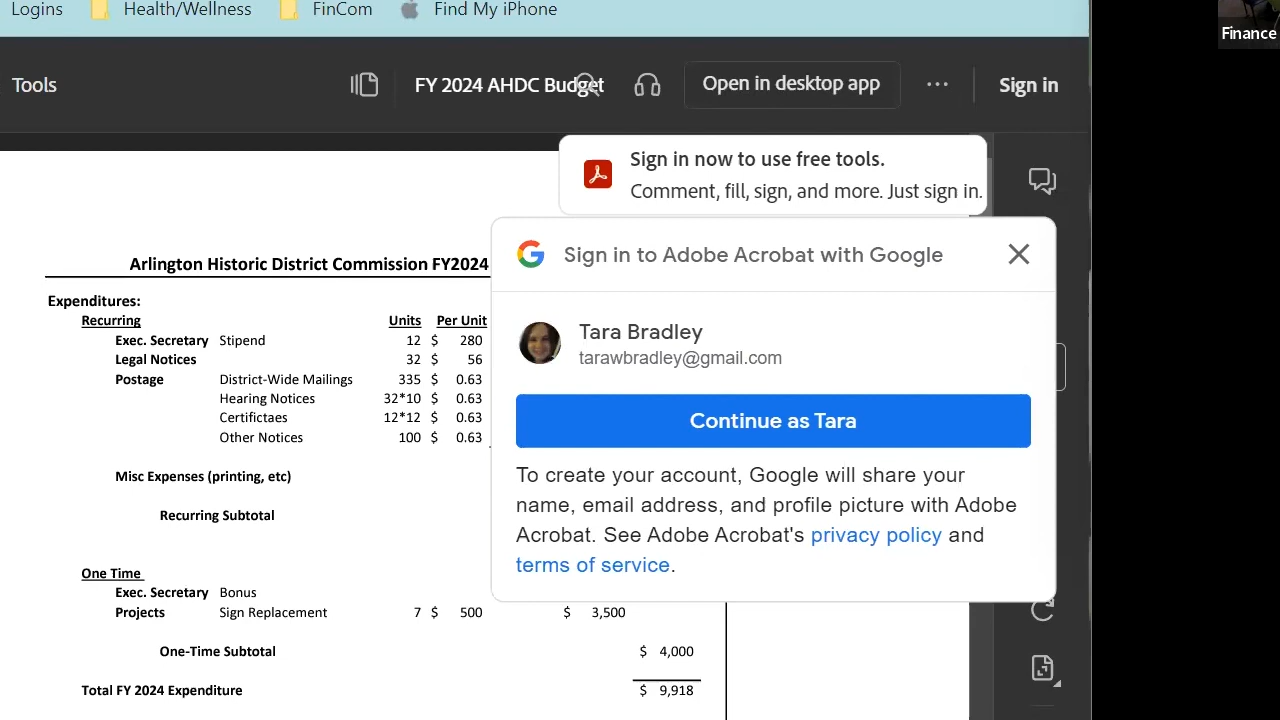 Logins Health/Wellness FinCom Find My iPhone
Finance
Tools FY 2024 AHDC Budget Open in desktop app Sign in
Sign in now to use free tools.
Comment, fill, sign, and more. Just sign in.
Sign in to Adobe Acrobat with Google
Tara Bradley
tarawbradley@gmail.com
Continue as Tara
To create your account, Google will share your
name, email address, and profile picture with Adobe
Acrobat. See Adobe Acrobat's privacy policy and
terms of service.
Arlington Historic District Commission FY2024
Expenditures:
Recurring Units Per Unit
Exec. Secretary Stipend 12 $ 280
Legal Notices 32 $ 56
Postage District-Wide Mailings 335 $ 0.63
Hearing Notices 32*10 $ 0.63
Certifictaes 12*12 $ 0.63
Other Notices 100 $ 0.63
Misc Expenses (printing, etc)
Recurring Subtotal
One Time
Exec. Secretary Bonus
Projects Sign Replacement 7 $ 500 $ 3,500
One-Time Subtotal $ 4,000
Total FY 2024 Expenditure $ 9,918